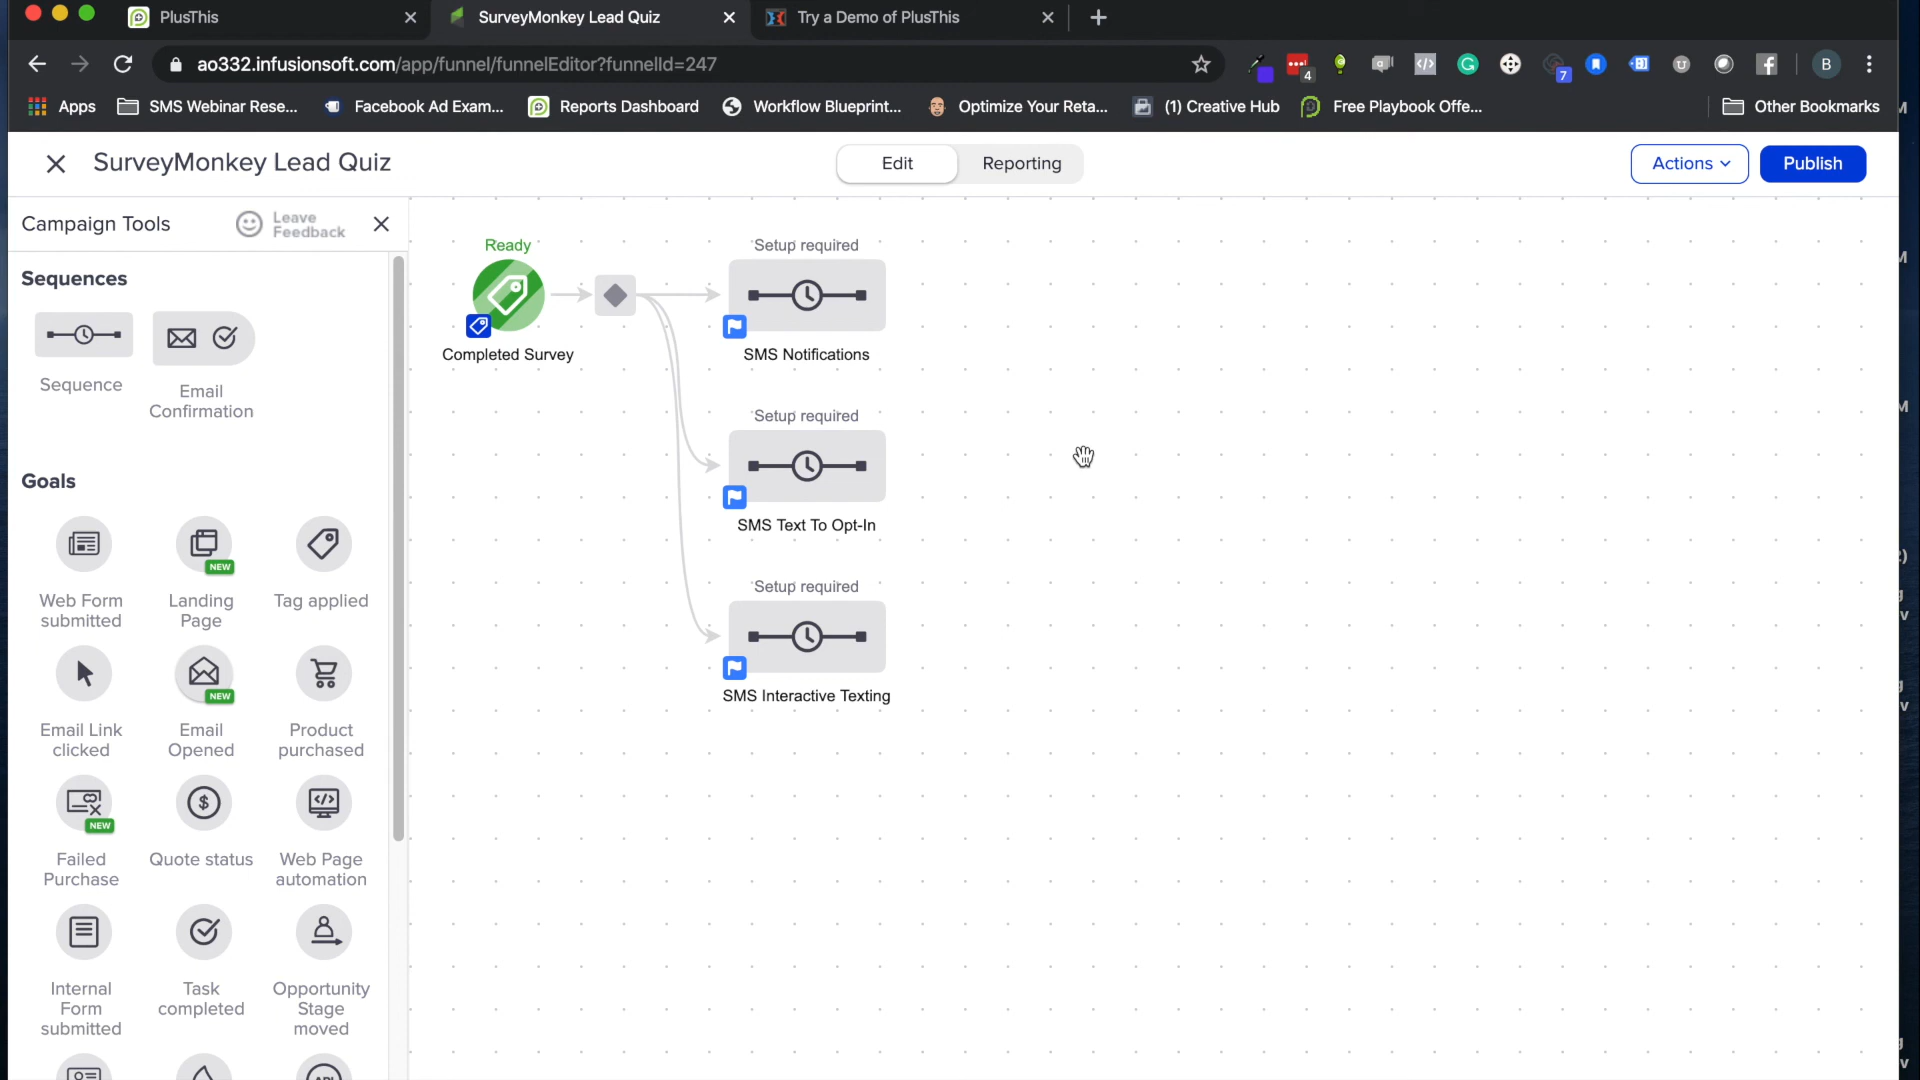 PlusThis
SurveyMonkey Lead Quiz
Try a Demo of PlusThis
ao332.infusionsoft.com/app/funnel/funnelEditor?funnelId=247
4
7
B
Apps
SMS Webinar Rese...
Facebook Ad Exam...
Reports Dashboard
Workflow Blueprint...
Optimize Your Reta...
(1) Creative Hub
Free Playbook Offe...
Other Bookmarks
SurveyMonkey Lead Quiz
Edit
Reporting
Actions
Publish
Campaign Tools
Leave
Feedback
Sequences
Sequence
Email
Confirmation
Goals
Web Form
submitted
NEW
Landing
Page
Tag applied
Email Link
clicked
NEW
Email
Opened
Product
purchased
NEW
Failed
Purchase
Quote status
Web Page
automation
Internal
Form
submitted
Task
completed
Opportunity
Stage
moved
API
Ready
Completed Survey
Setup required
SMS Notifications
Setup required
SMS Text To Opt-In
Setup required
SMS Interactive Texting